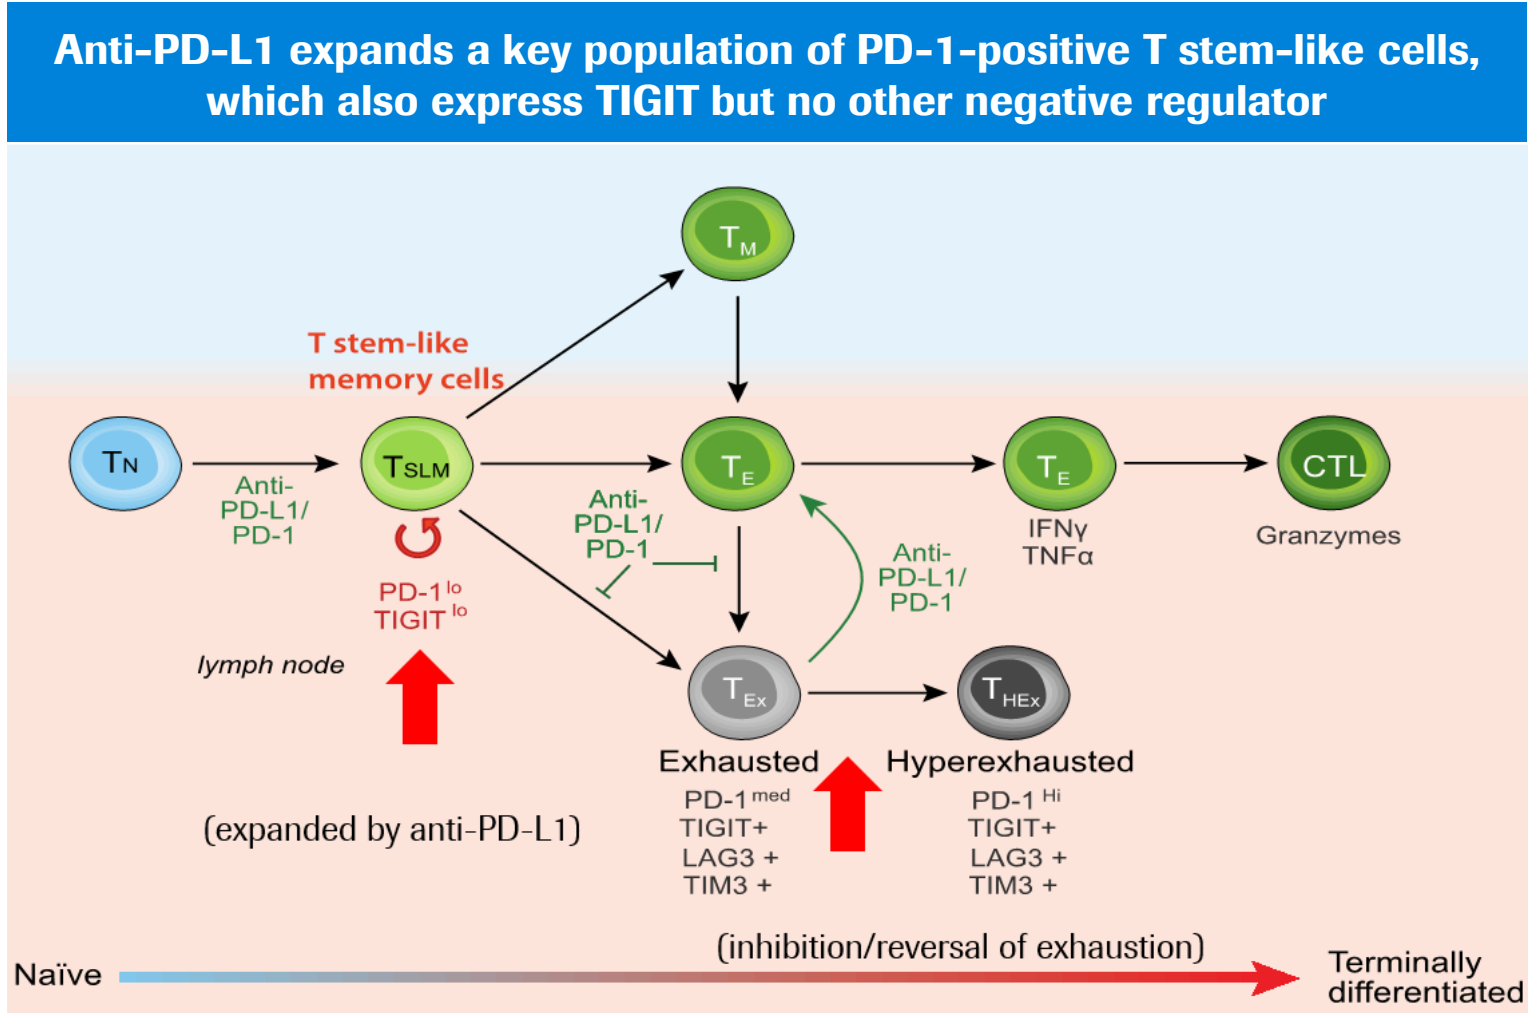 Anti-PD-L1 expands a key population of PD-1-positive T stem-like cells,
which also express TIGIT but no other negative regulator
TM
T stem-like
memory cells
TN
TSLM
TE
TE
CTL
Anti-
PD-L1/
PD-1
Anti-
PD-L1/
PD-1
IFNγ
TNFα
Granzymes
Anti-
PD-L1/
PD-1
PD-1 lo
TIGIT lo
lymph node
TEx
THEx
Exhausted
PD-1 med
TIGIT+
LAG3 +
TIM3 +
Hyperexhausted
PD-1 Hi
TIGIT+
LAG3 +
TIM3 +
(expanded by anti-PD-L1)
(inhibition/reversal of exhaustion)
Naïve
Terminally
differentiated